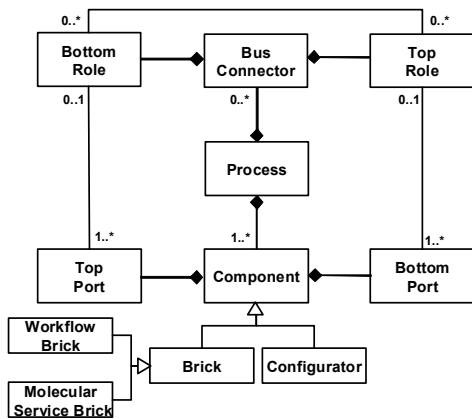 0..*
0..*
Bottom
Role
Bus
Connector
Top
Role
0..1
0..*
0..1
Process
1..*
1..*
1..*
Top
Port
Component
Bottom
Port
Workflow
Brick
Brick
Configurator
Molecular
Service Brick